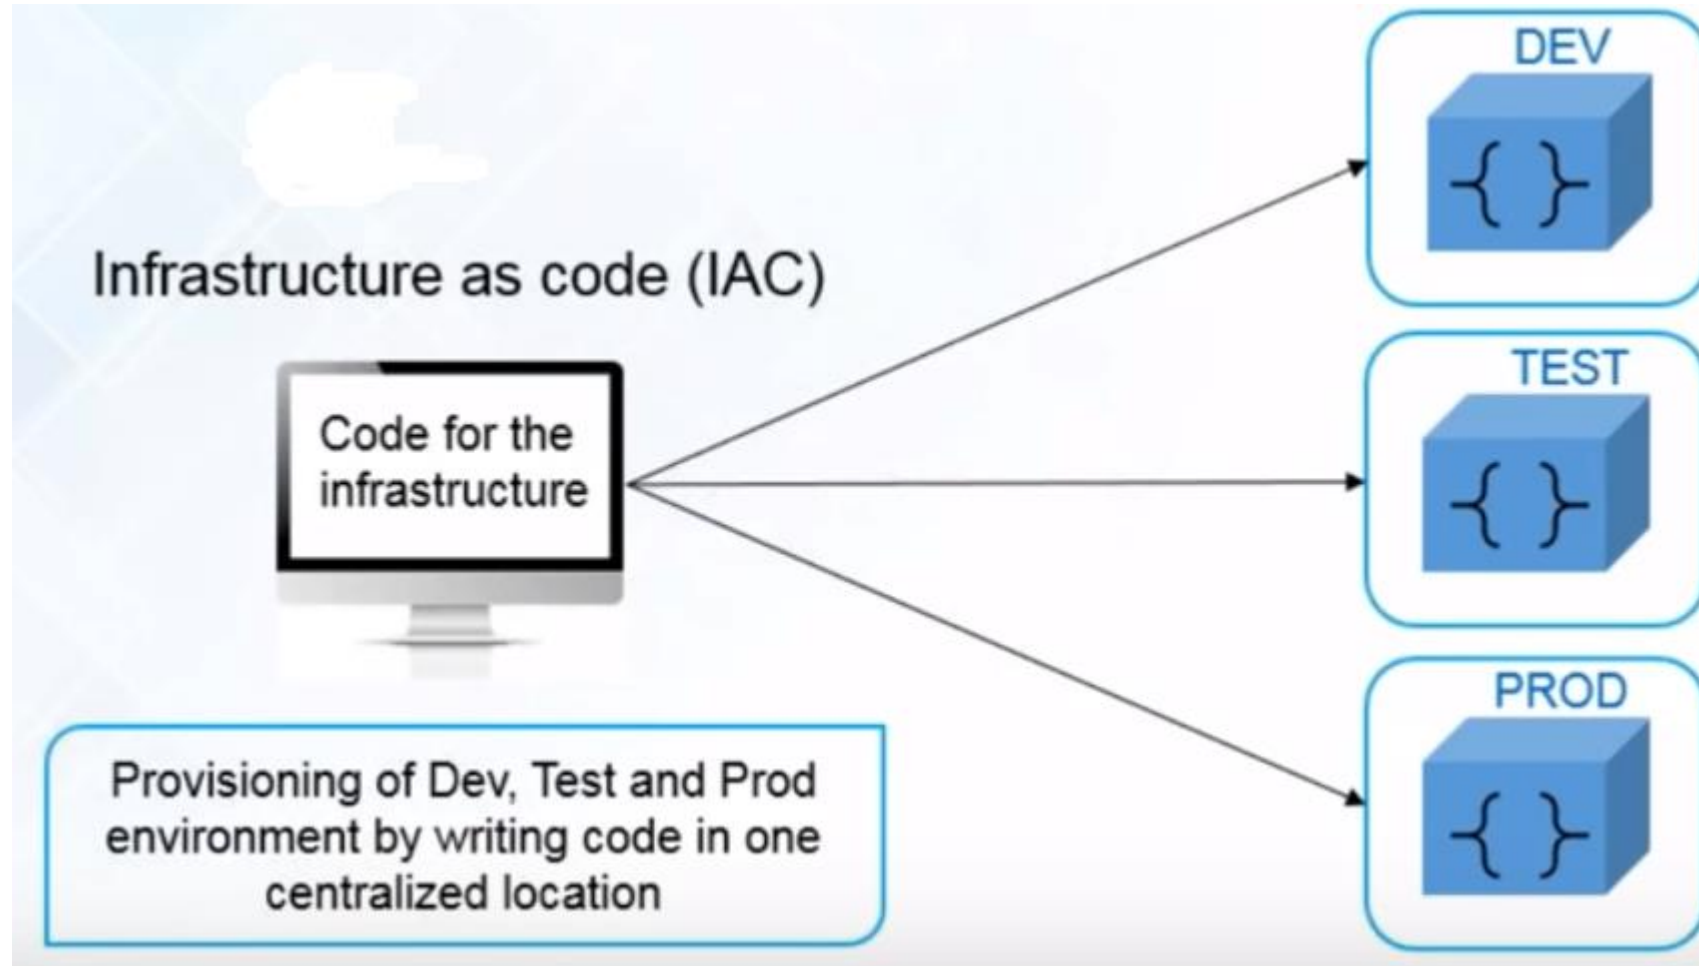 Infrastructure as code (IAC)
Code for the
infrastructure
Provisioning of Dev, Test and Prod
environment by writing code in one
centralized location
DEV
{ }
TEST
{ }
PROD
{ }